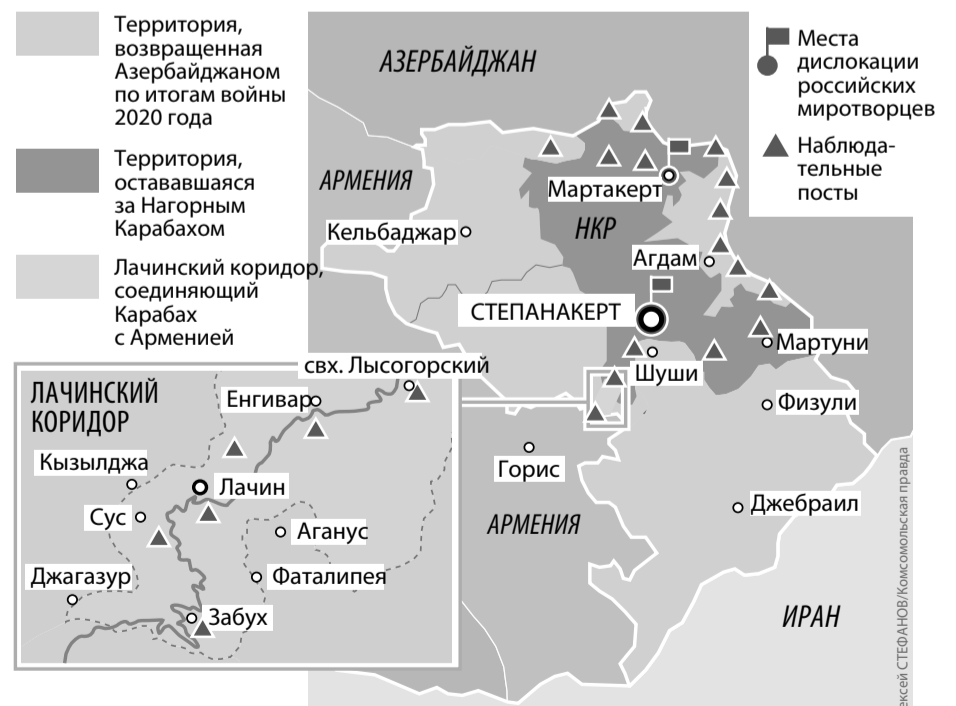 Территория,
возвращенная
Азербайджаном
по итогам войны
2020 года
Территория,
остававшаяся
за Нагорным
Карабахом
Лачинский коридор,
соединяющий
Карабах
с Арменией
АЗЕРБАЙДЖАН
Места
дислокации
российских
миротворцев
Наблюда-
тельные
посты
АРМЕНИЯ
Мартакерт
Кельбаджар
НКР
Агдам
СТЕПАНАКЕРТ
Мартуни
Шуши
Физули
Горис
Джебраил
АРМЕНИЯ
ИРАН
ЛАЧИНСКИЙ
КОРИДОР
свх. Лысогорский
Енгивар
Кызылджа
Лачин
Сус
Аганус
Джагазур
Фаталипея
Забух
СТЕФАНОВ/Комсомольская правда